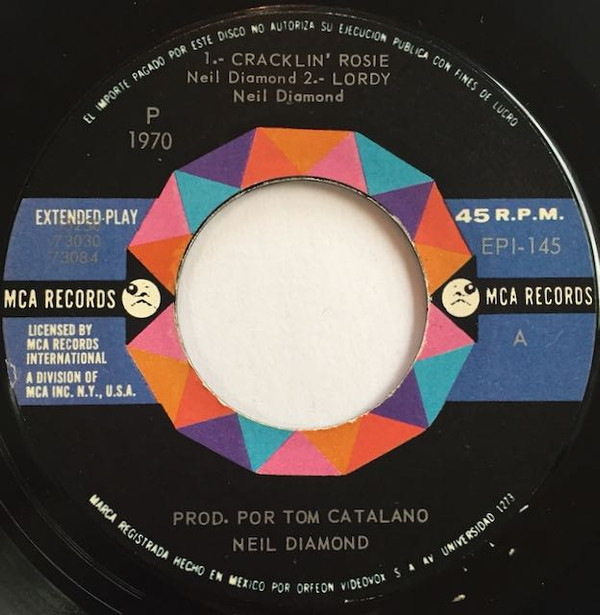 EL IMPORTE PAGADO POR ESTE DISCO NO AUTORIZA SU EJECUCION PUBLICA CON FINES DE LUCRO
1.- CRACKLIN' ROSIE
Neil Diamond 2.- LORDY
Neil Diamond
P
1970
EXTENDED-PLAY
73030
73084
45 R.P.M.
EPI-145
MCA RECORDS
MCA RECORDS
LICENSED BY
MCA RECORDS
INTERNATIONAL
A DIVISION OF
MCA INC. N.Y., U.S.A.
A
PROD. POR TOM CATALANO
NEIL DIAMOND
MARCA REGISTRADA HECHO EN MEXICO POR ORFEON VIDEOVOX S A AV UNIVERSIDAD 1273